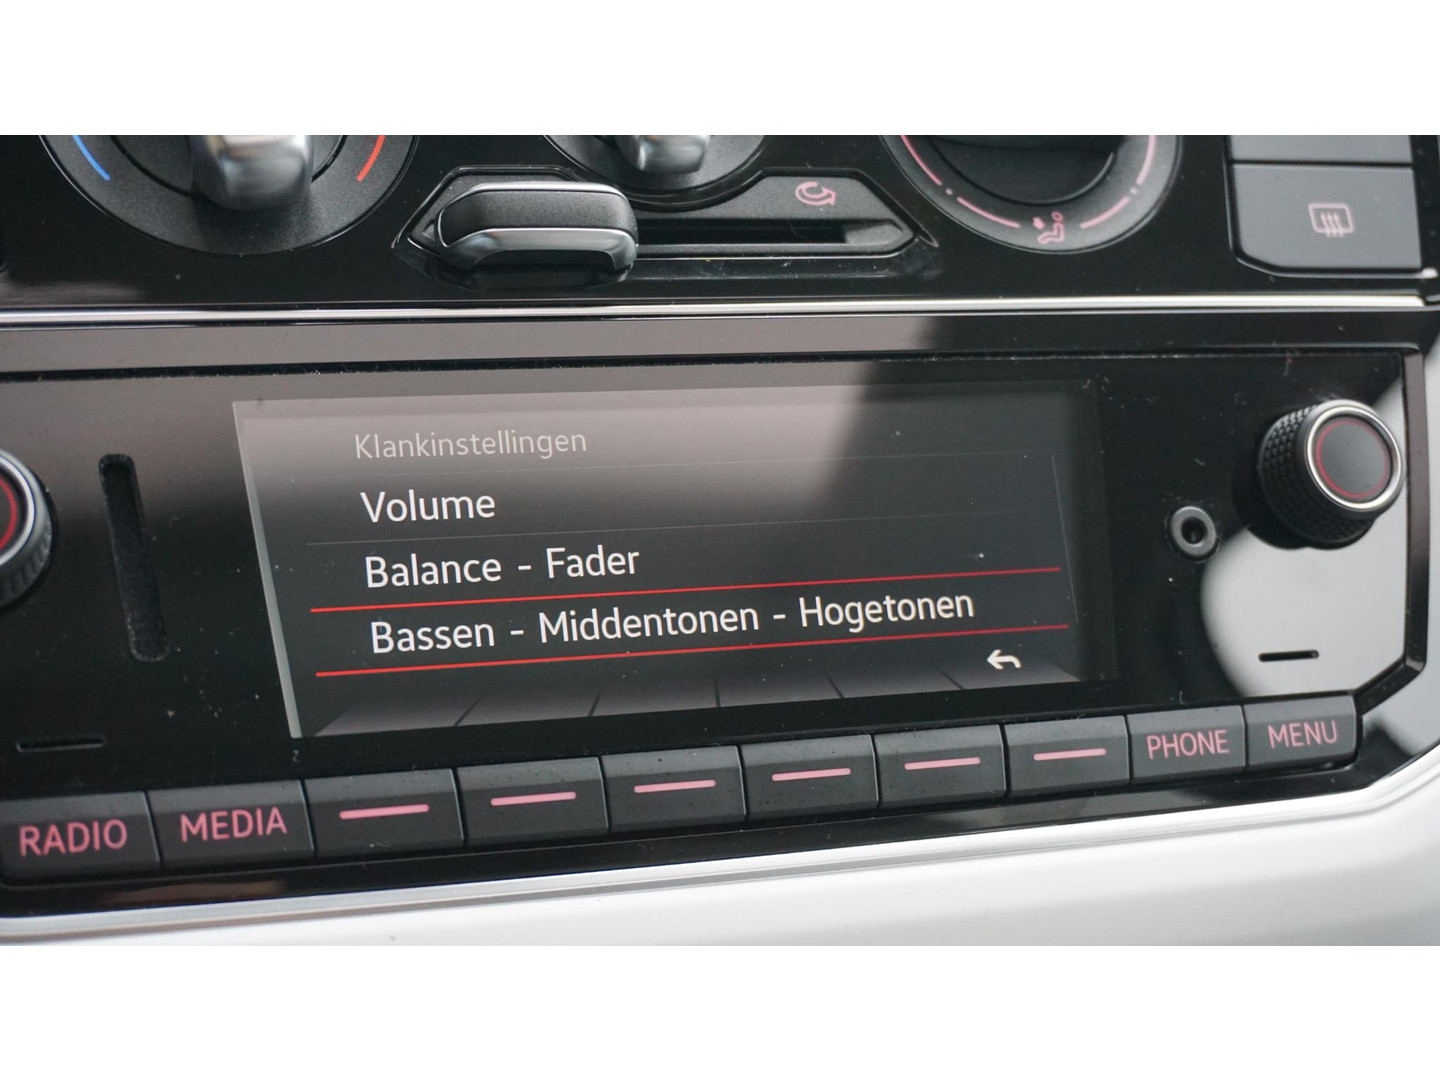 Klankinstellingen
Volume
Balance - Fader
Bassen - Middentonen - Hogetonen
RADIO
MEDIA
PHONE
MENU